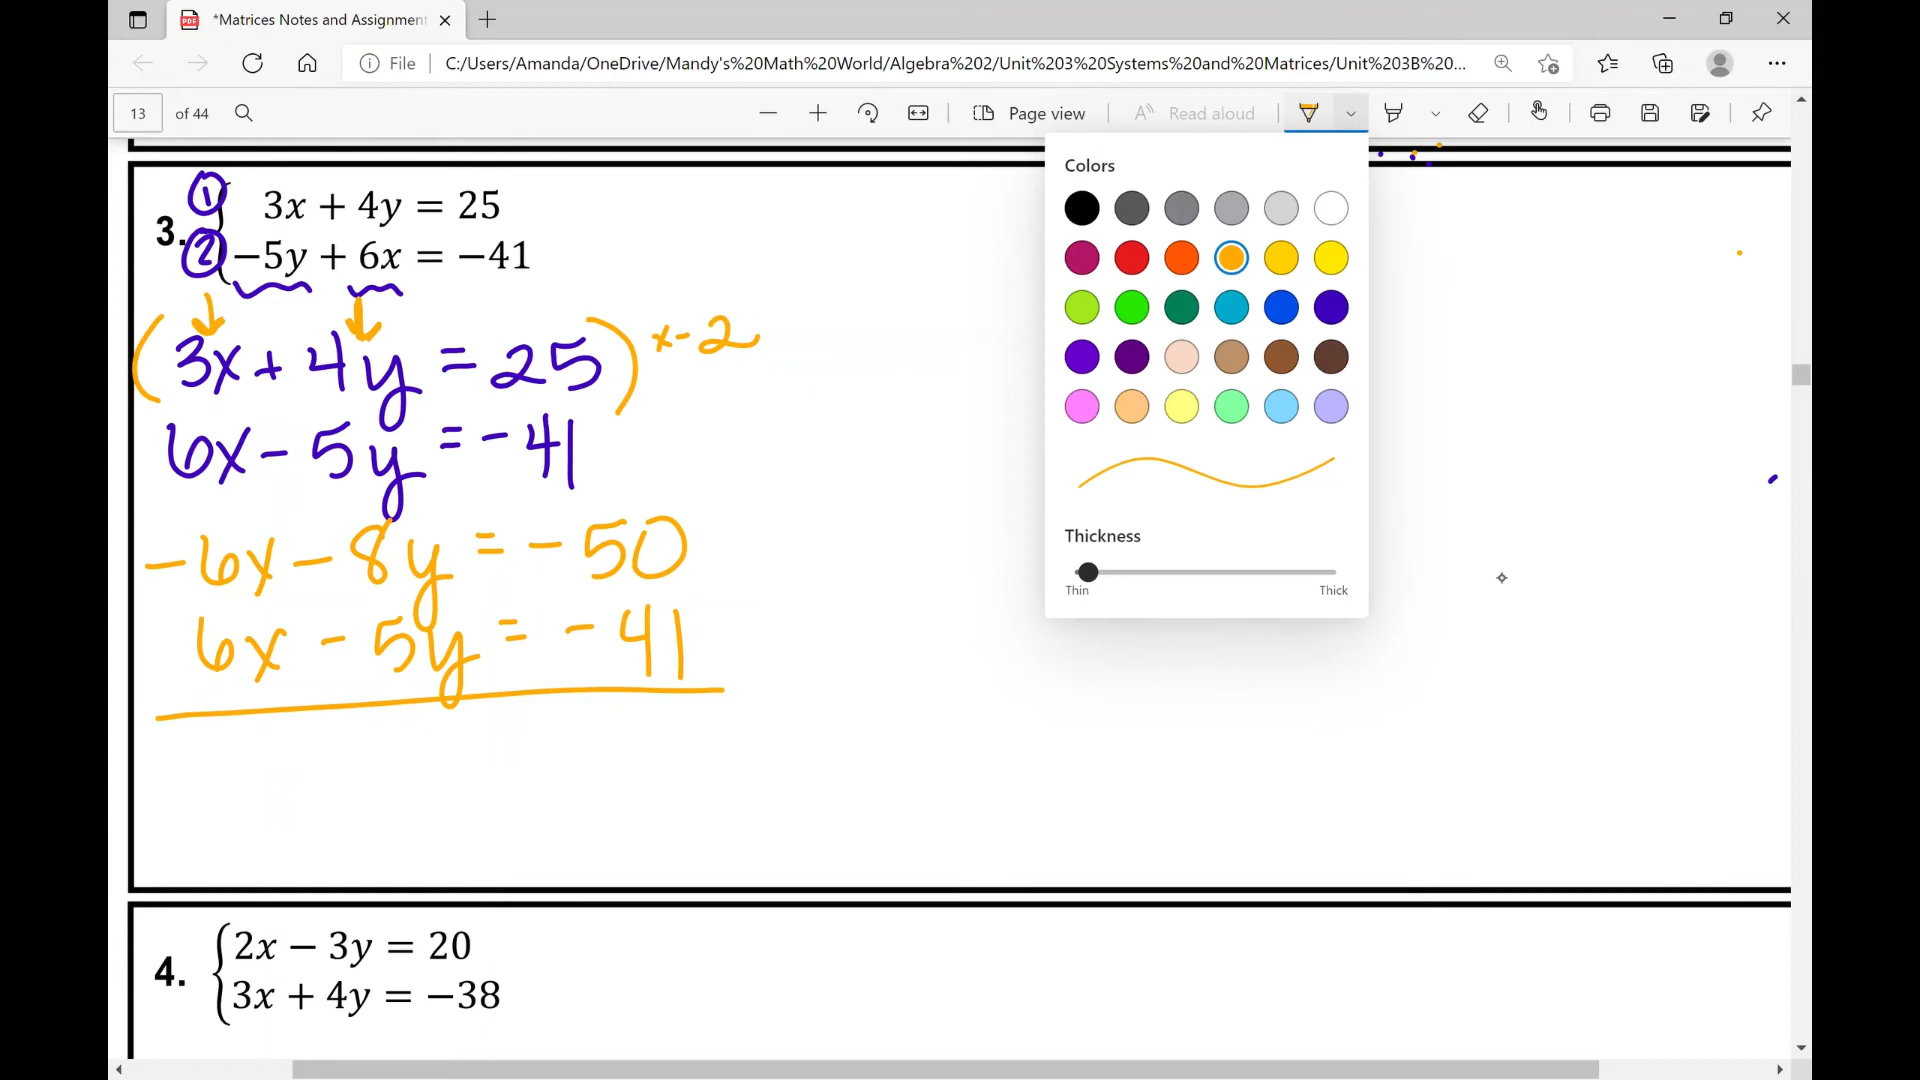 *Matrices Notes and Assignment
File C:/Users/Amanda/OneDrive/Mandy's%20Math%20World/Algebra%202/Unit%203%20Systems%20and%20Matrices/Unit%203B%20...
13 of 44 Page view Read aloud
Colors
Thickness
Thin Thick
3. ① 3x + 4y = 25
② −5y + 6x = −41
(3x + 4y = 25) x-2
6x - 5y = -41
-6x - 8y = -50
6x - 5y = -41
4. 2x − 3y = 20
3x + 4y = −38